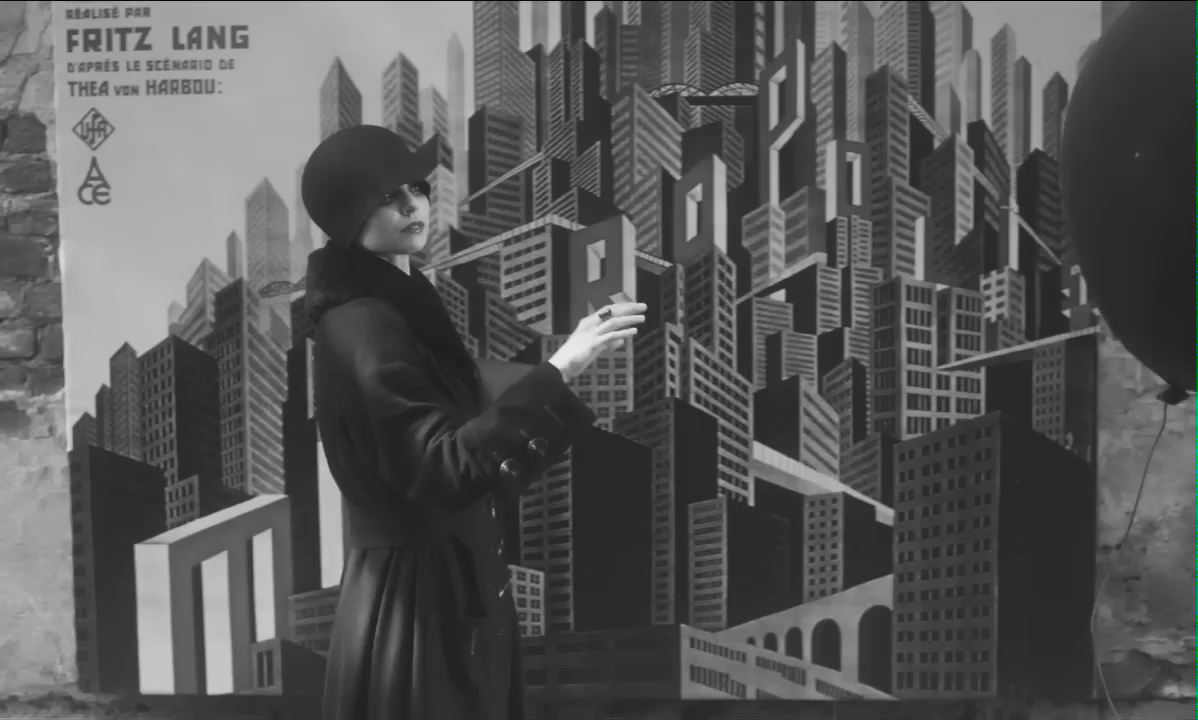 RÉALISÉ PAR
FRITZ LANG
D'APRÈS LE SCÉNARIO DE
THEA VON HARBOU:
UFA
ACE